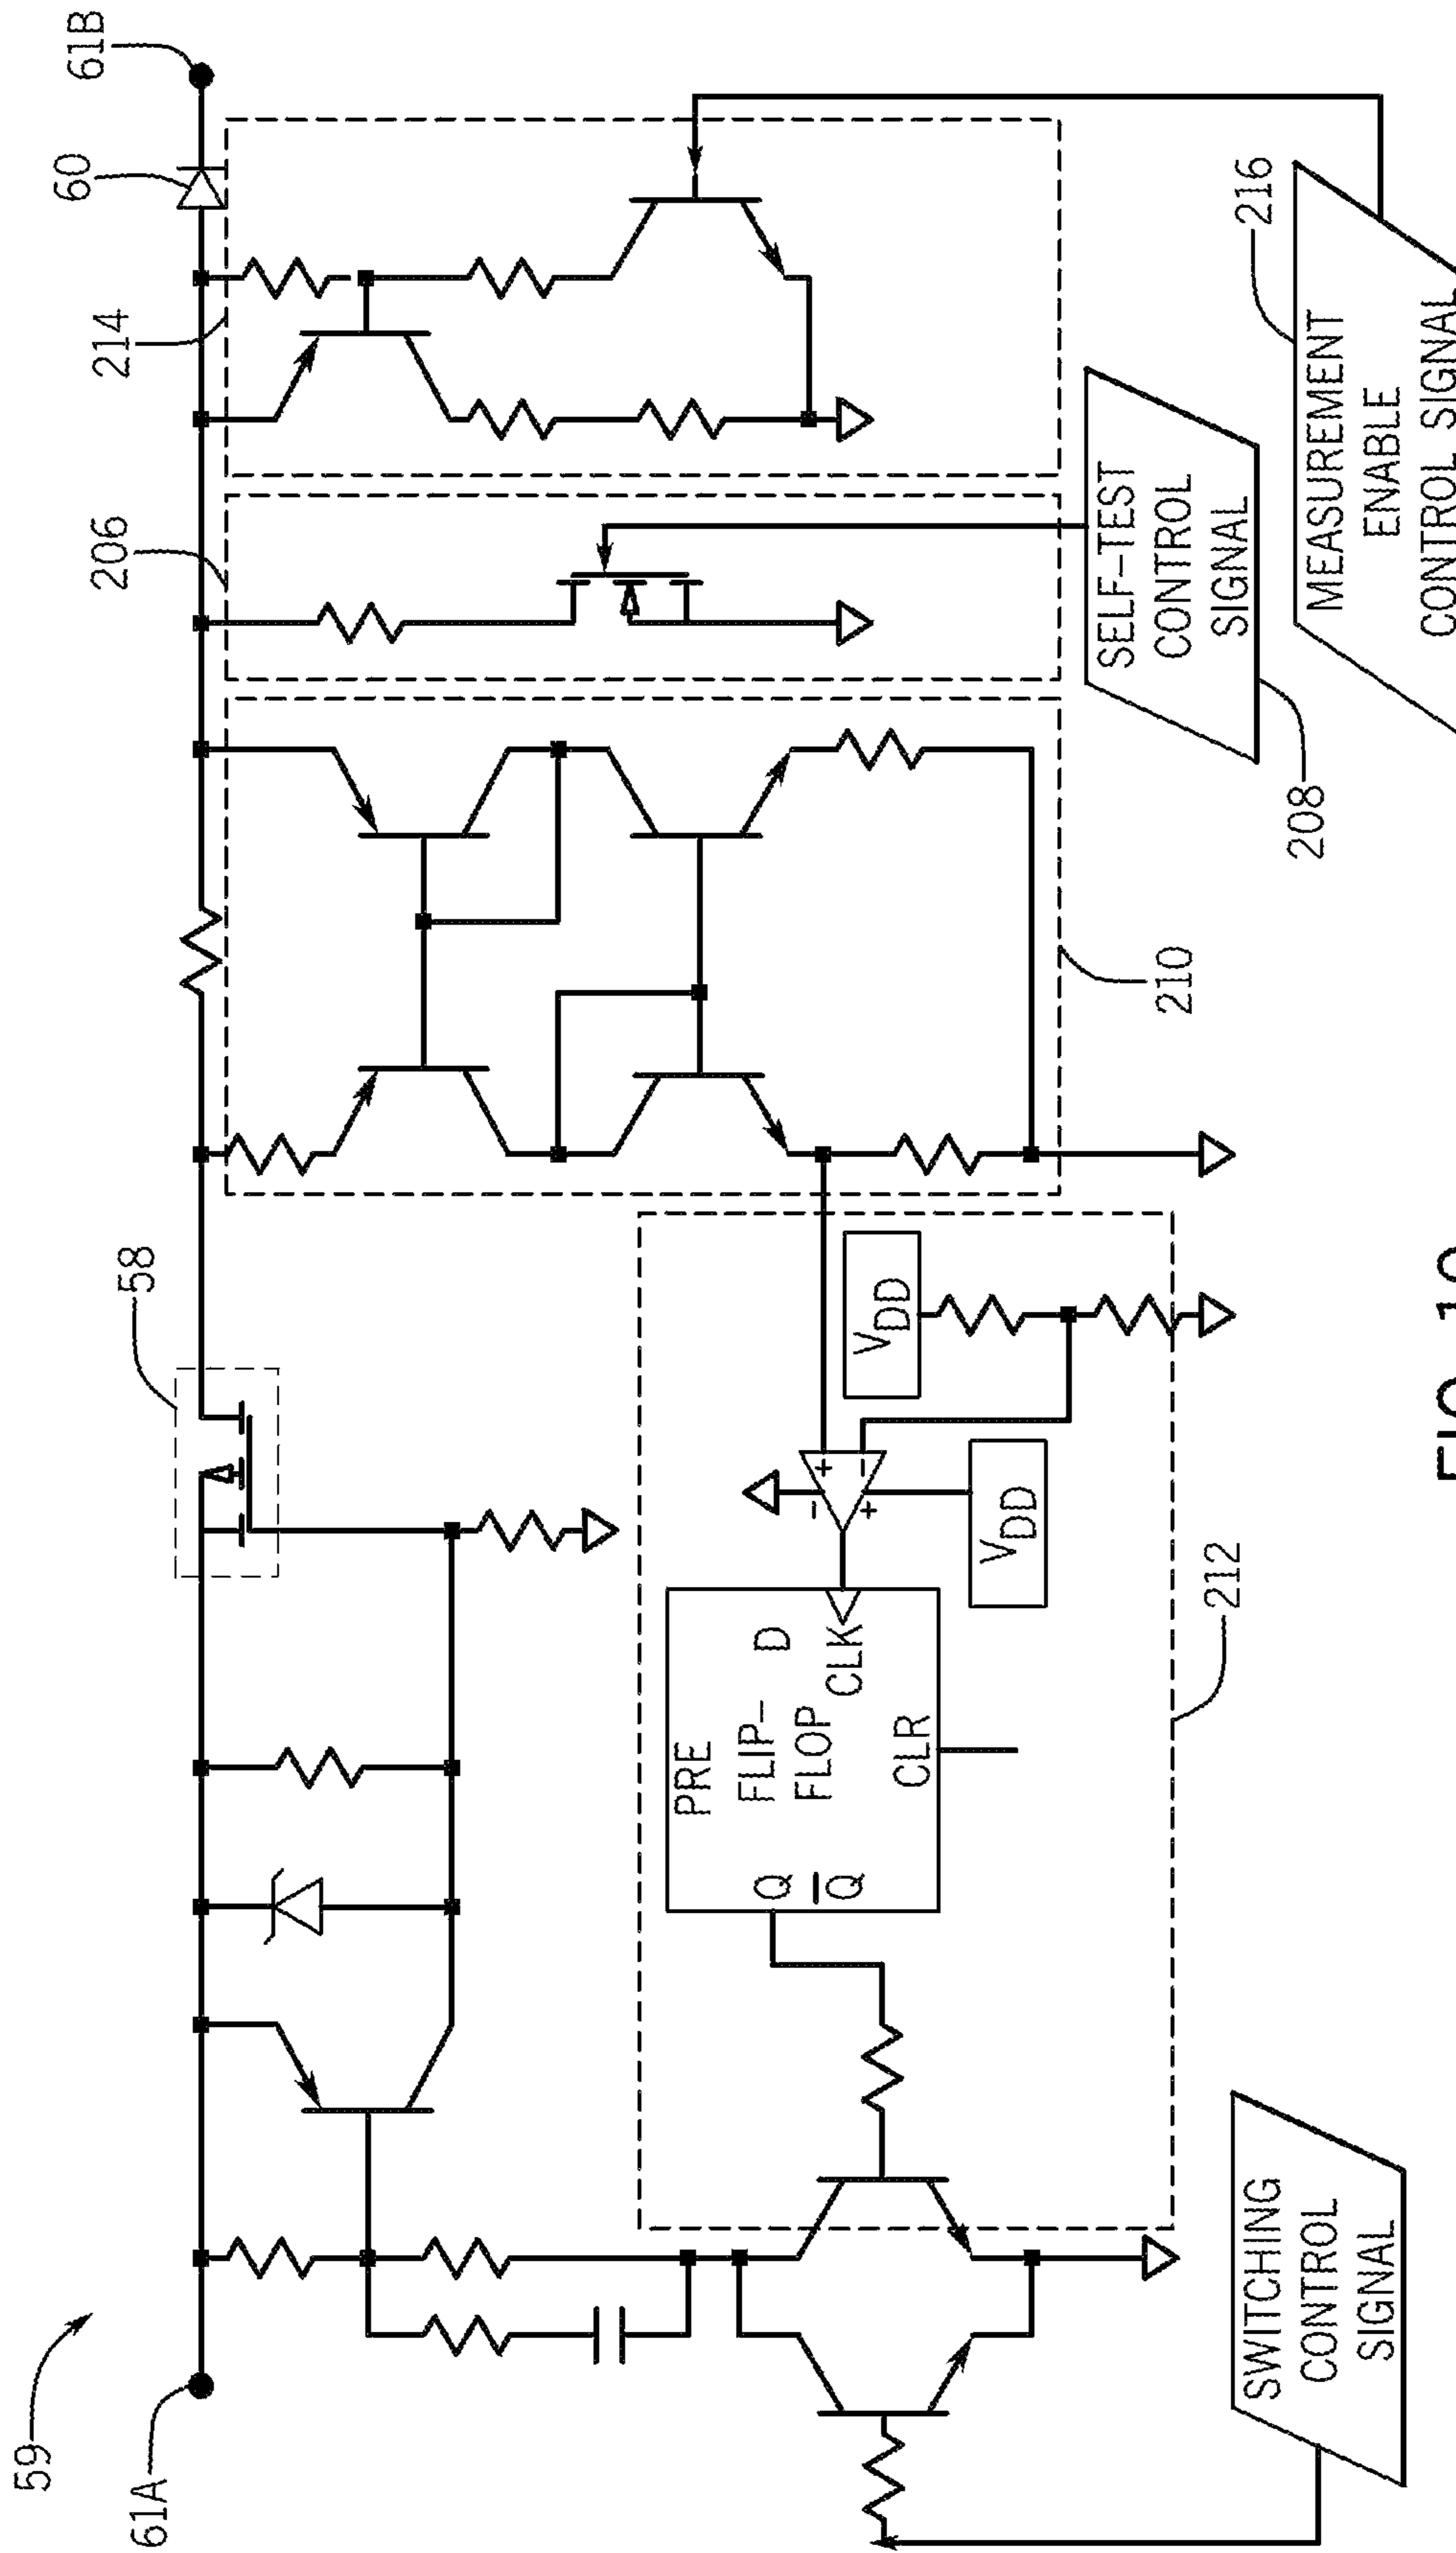 59
61A
58
214
60
61B
206
210
PRE
Q
FLIP-
D
FLOP
Q
CLK
CLR
VDD
VDD
+
-
-
+
212
SWITCHING
CONTROL
SIGNAL
SELF-TEST
CONTROL
SIGNAL
208
MEASUREMENT
ENABLE
CONTROL SIGNAL
216